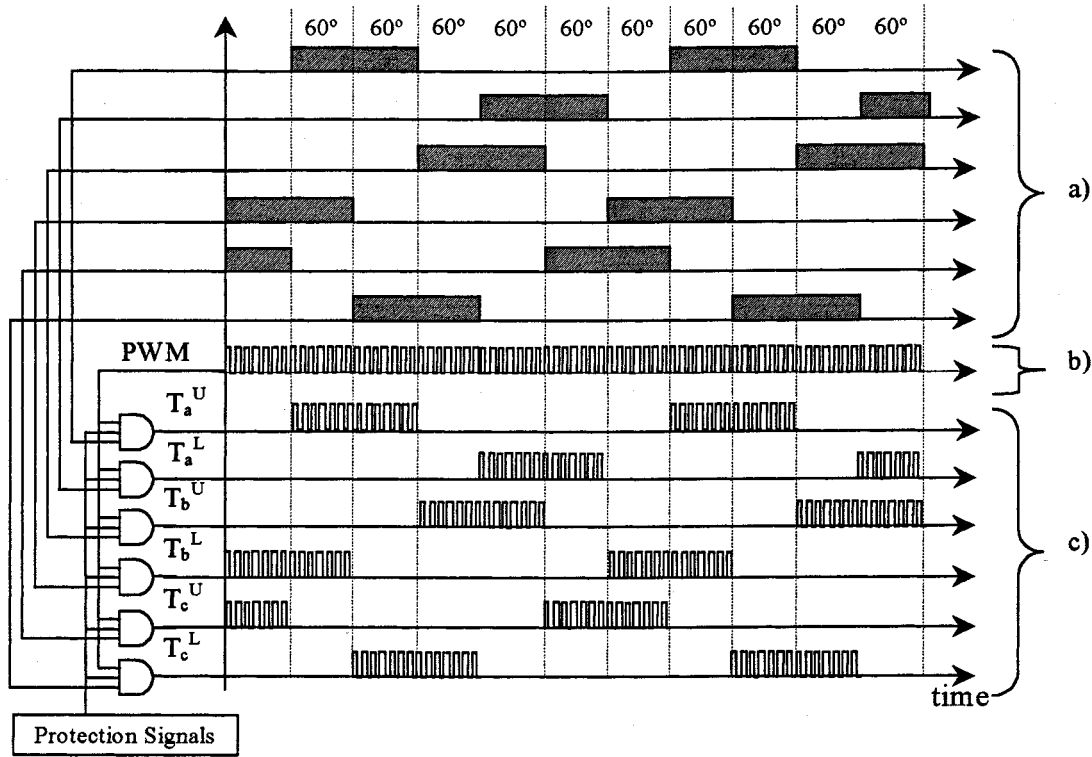 60° 60° 60° 60° 60° 60° 60° 60° 60° 60°
a)
PWM
b)
T_a^U
T_a^L
T_b^U
T_b^L
c)
T_c^U
T_c^L
time
Protection Signals